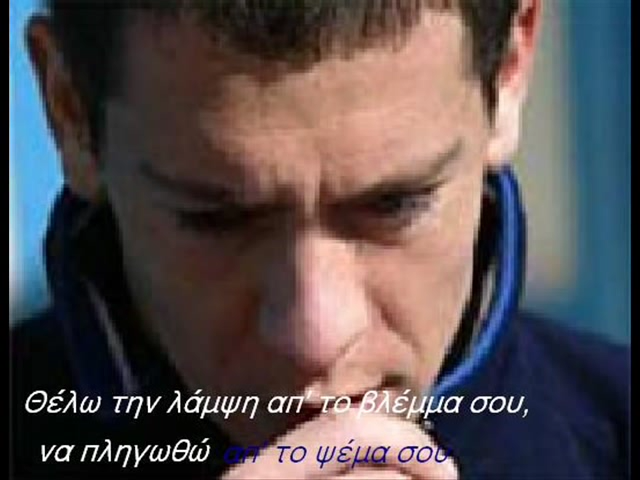 Θέλω την λάμψη απ' το βλέμμα σου,
να πληγωθώ απ' το ψέμα σου